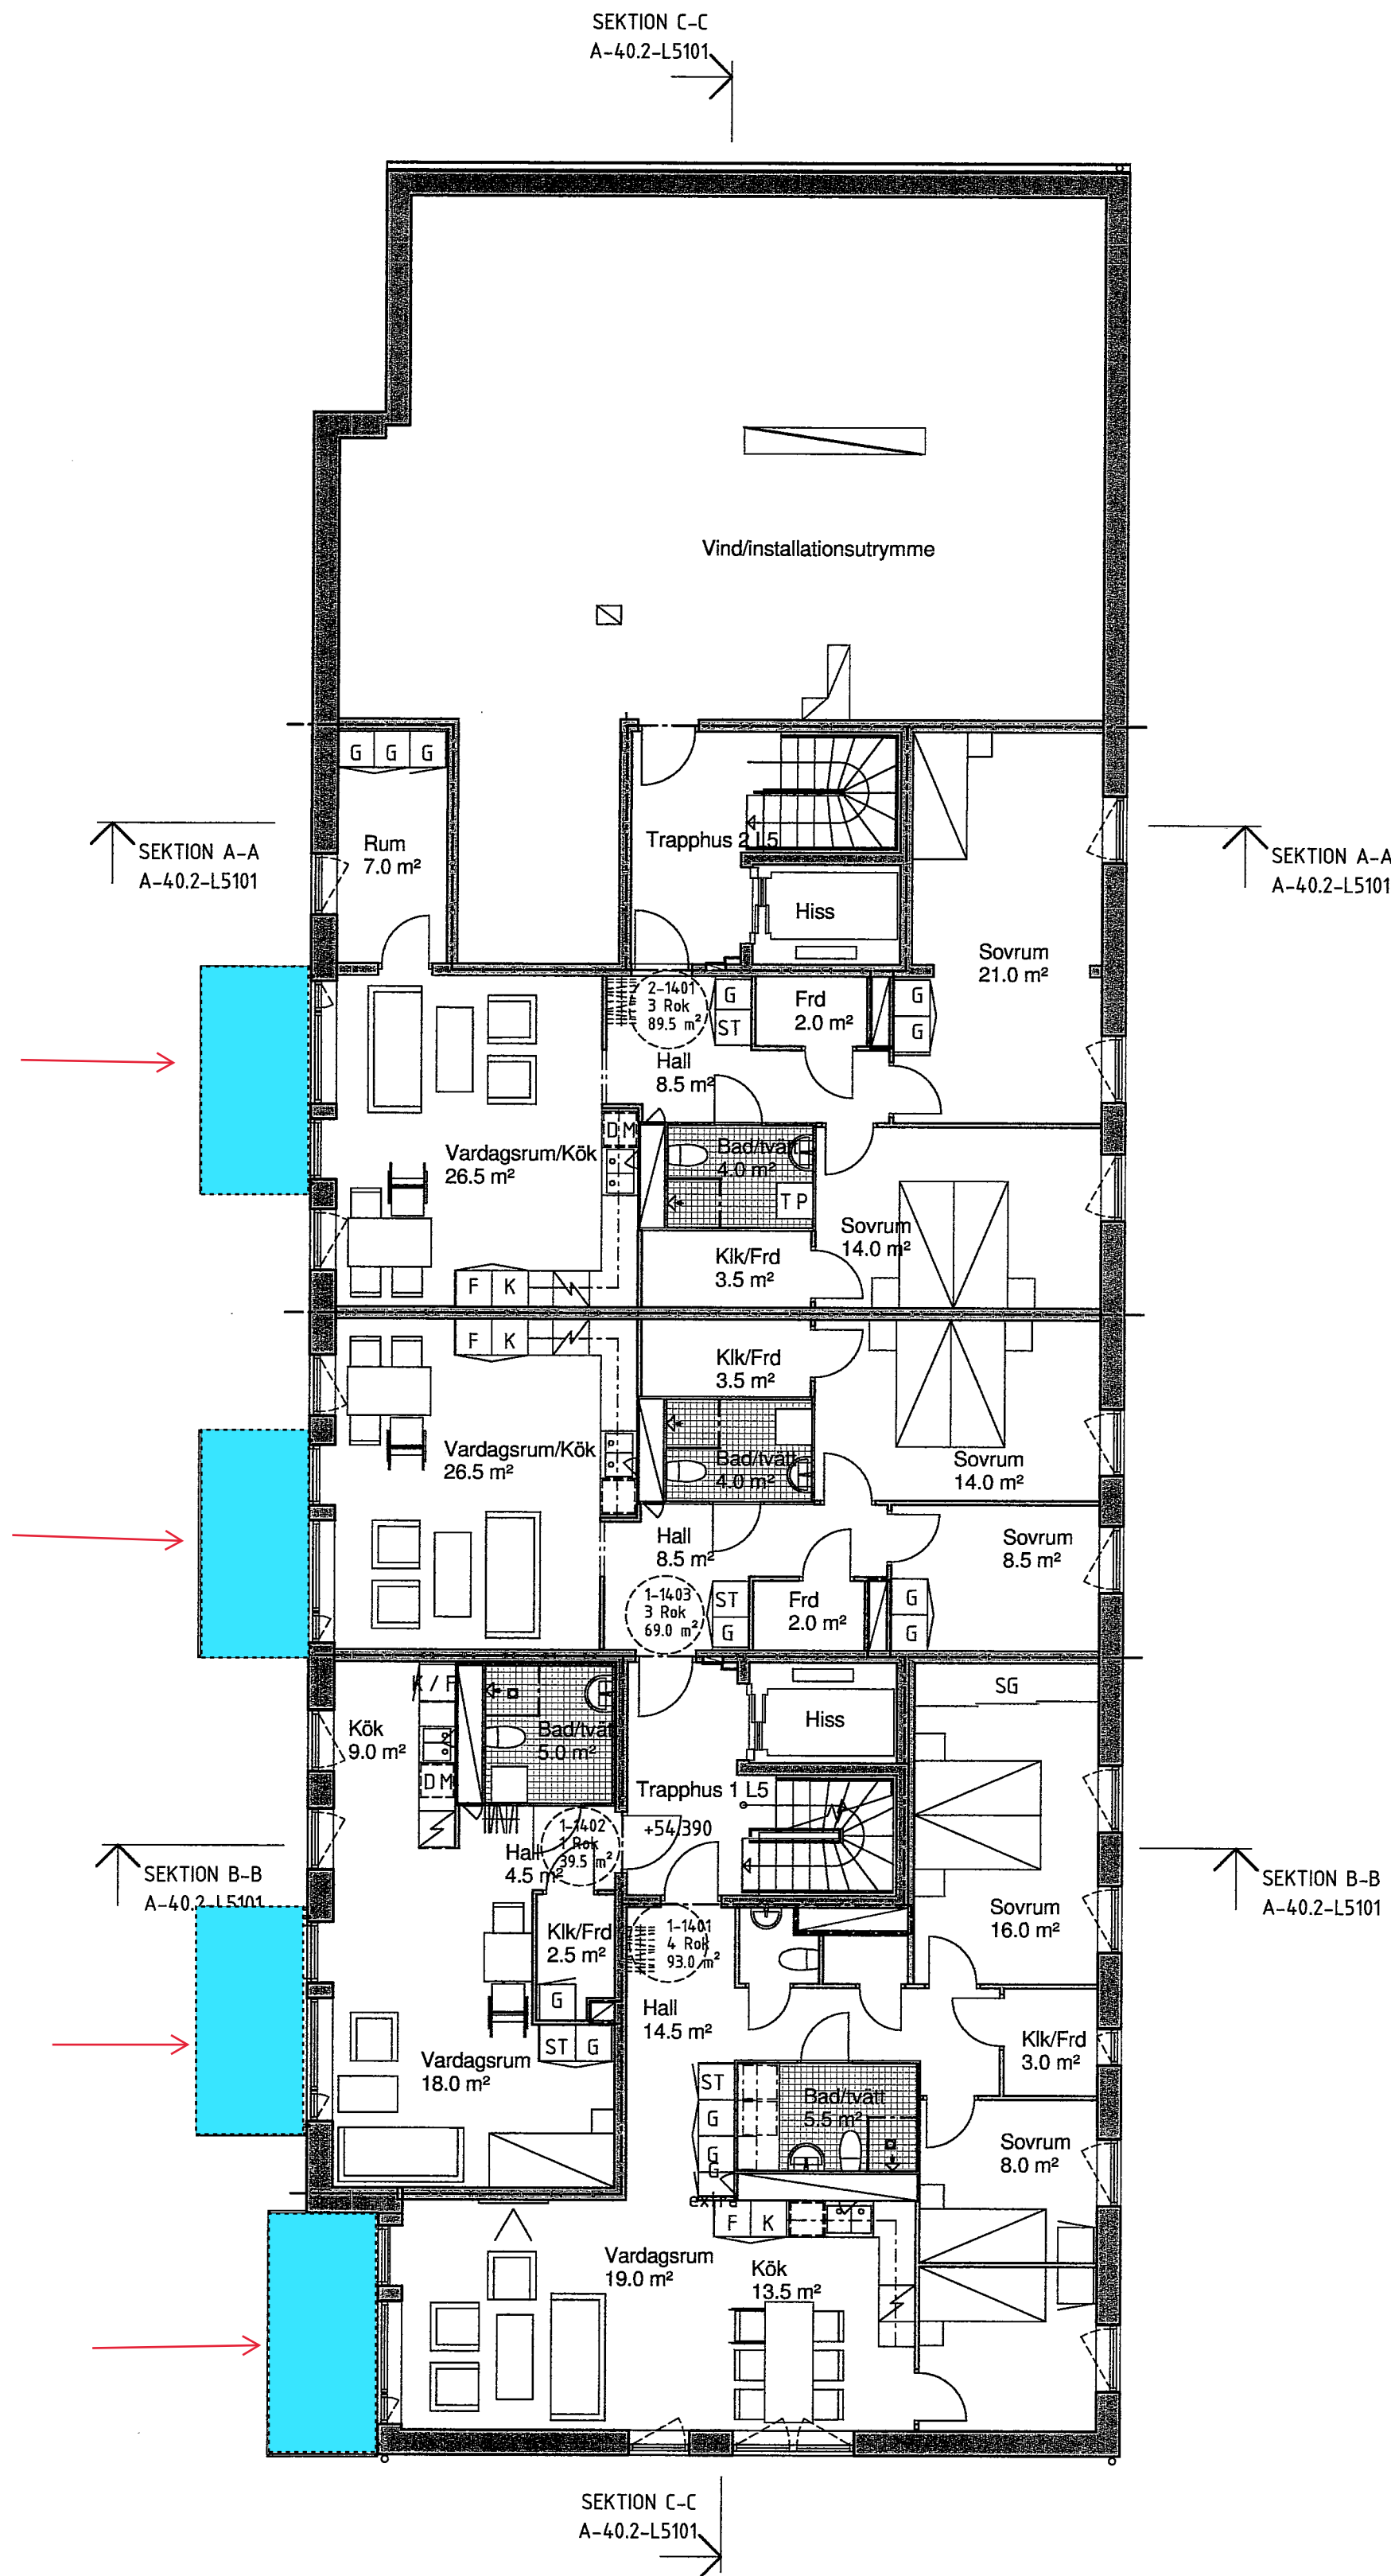 SEKTION C-C
A-40.2-L5101
Vind/installationsutrymme
G G G
Rum
7.0 m²
Trapphus 2 L5
Hiss
Sovrum
21.0 m²
SEKTION A-A
A-40.2-L5101
SEKTION A-A
A-40.2-L5101
2-1401
3 Rok
89.5 m²
G
ST
Frd
2.0 m²
G
G
Hall
8.5 m²
DM
Vardagsrum/Kök
26.5 m²
Bad/tvätt
4.0 m²
TP
Sovrum
14.0 m²
Klk/Frd
3.5 m²
F K
F K
Klk/Frd
3.5 m²
Vardagsrum/Kök
26.5 m²
Bad/tvätt
4.0 m²
Sovrum
14.0 m²
Hall
8.5 m²
Sovrum
8.5 m²
1-1403
3 Rok
69.0 m²
ST
G
Frd
2.0 m²
G
G
K / F
Kök
9.0 m²
DM
Bad/tvätt
5.0 m²
Hiss
SG
Trapphus 1 L5
+54,390
1-1402
1 Rok
39.5 m²
Hall
4.5 m²
SEKTION B-B
A-40.2-L5101
SEKTION B-B
A-40.2-L5101
Klk/Frd
2.5 m²
G
ST G
1-1401
4 Rok
93.0 m²
Sovrum
16.0 m²
Hall
14.5 m²
Klk/Frd
3.0 m²
Vardagsrum
18.0 m²
ST
G
G
G
extra
Bad/tvätt
5.5 m²
Sovrum
8.0 m²
F K
Vardagsrum
19.0 m²
Kök
13.5 m²
SEKTION C-C
A-40.2-L5101